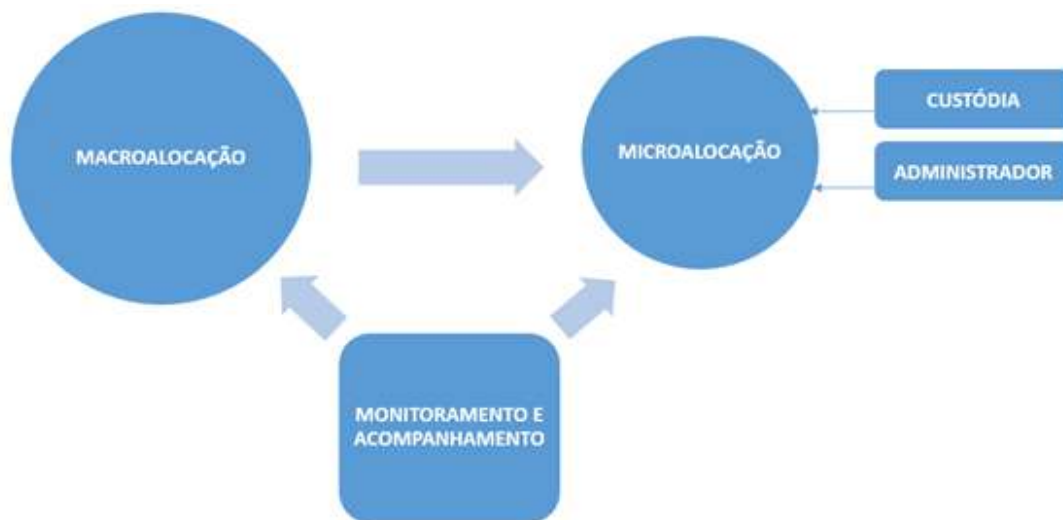 MACROALOCAÇÃO
MICROALOCAÇÃO
CUSTÓDIA
ADMINISTRADOR
MONITORAMENTO E
ACOMPANHAMENTO